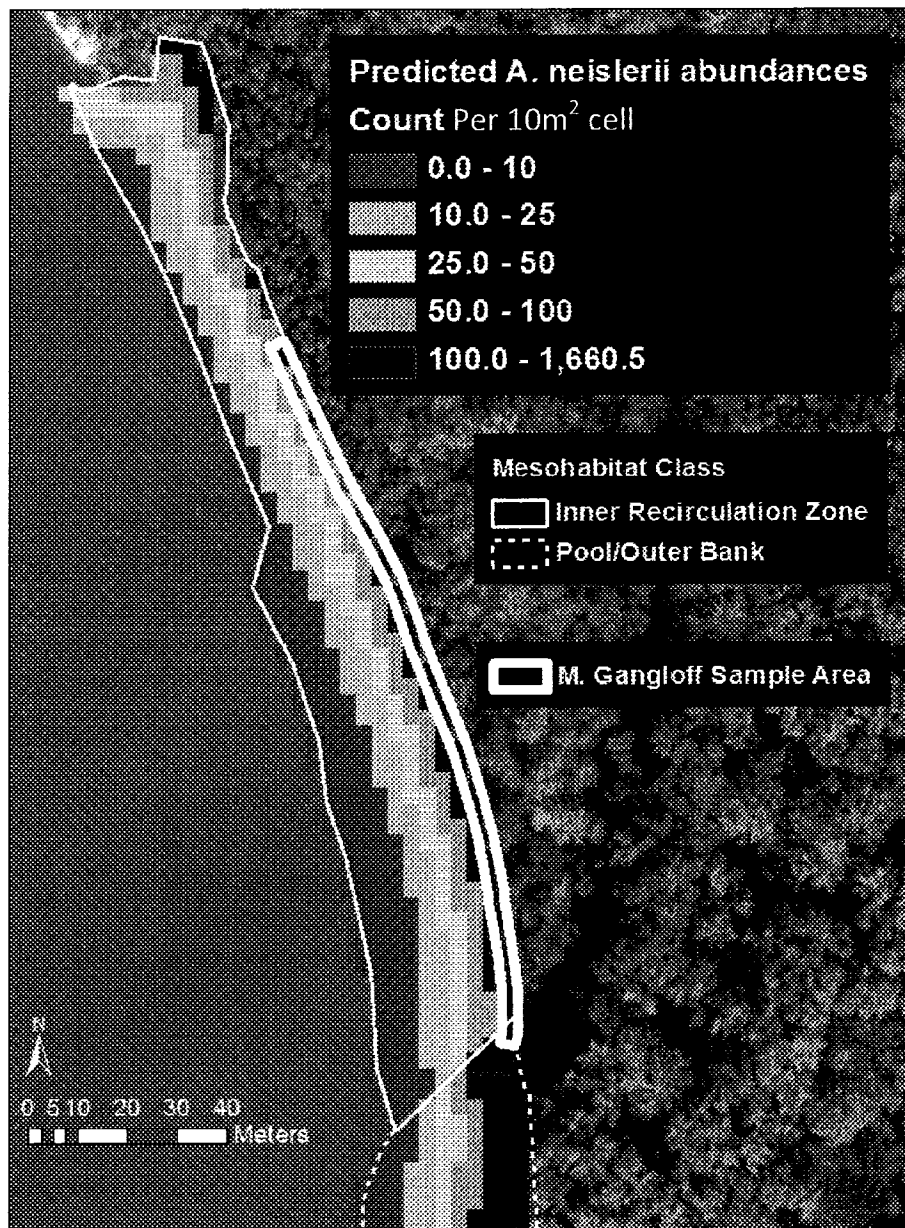 Predicted A. neislerii abundances
Count Per 10m² cell
0.0 - 10
10.0 - 25
25.0 - 50
50.0 - 100
100.0 - 1,660.5
Mesohabitat Class
Inner Recirculation Zone
Pool/Outer Bank
M. Gangloff Sample Area
N
0 5 10 20 30 40
Meters